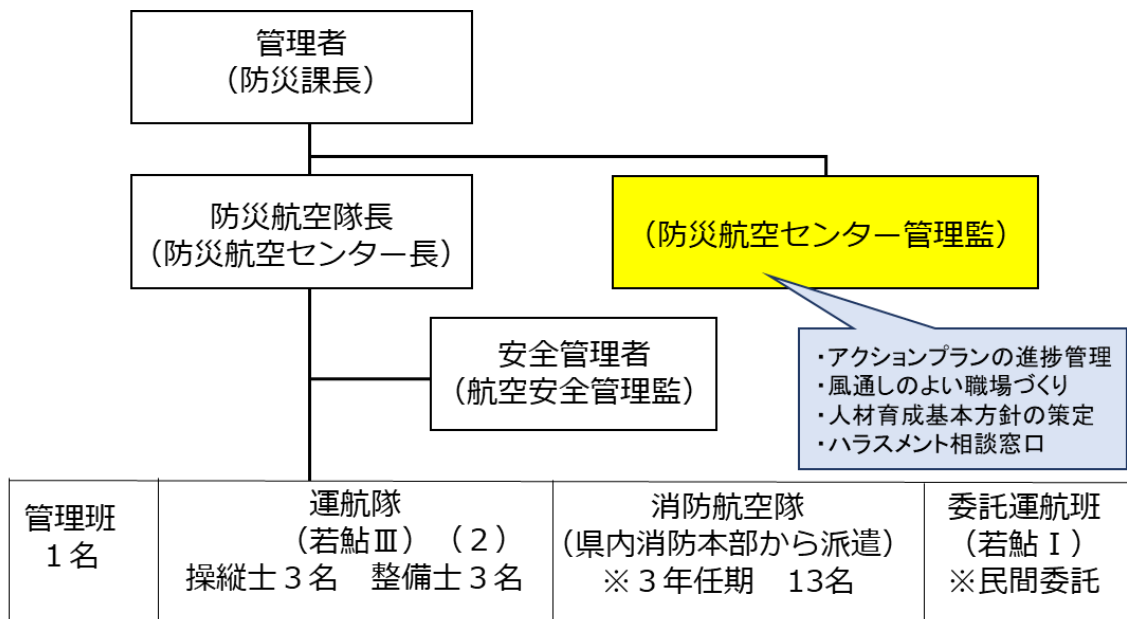 管理者
（防災課長）
防災航空隊長
（防災航空センター長）
（防災航空センター管理監）
安全管理者
（航空安全管理監）
・アクションプランの進捗管理
・風通しのよい職場づくり
・人材育成基本方針の策定
・ハラスメント相談窓口
管理班
１名
運航隊
（若鮎Ⅲ）（２）
操縦士３名　整備士３名
消防航空隊
（県内消防本部から派遣）
※３年任期　13名
委託運航班
（若鮎Ⅰ）
※民間委託